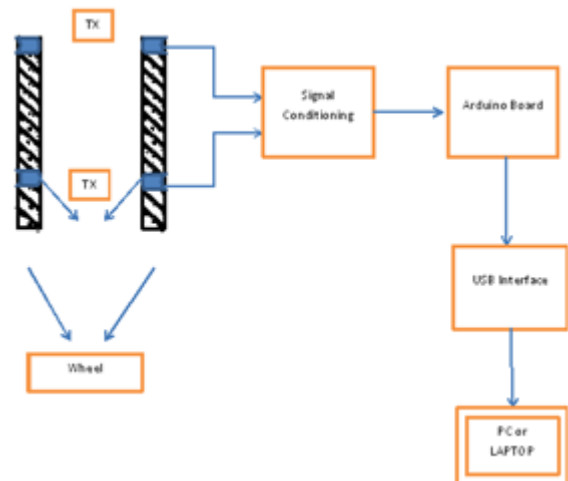 TX
Signal
Conditioning
Arduino Board
TX
USB Interface
Wheel
PC or
LAPTOP